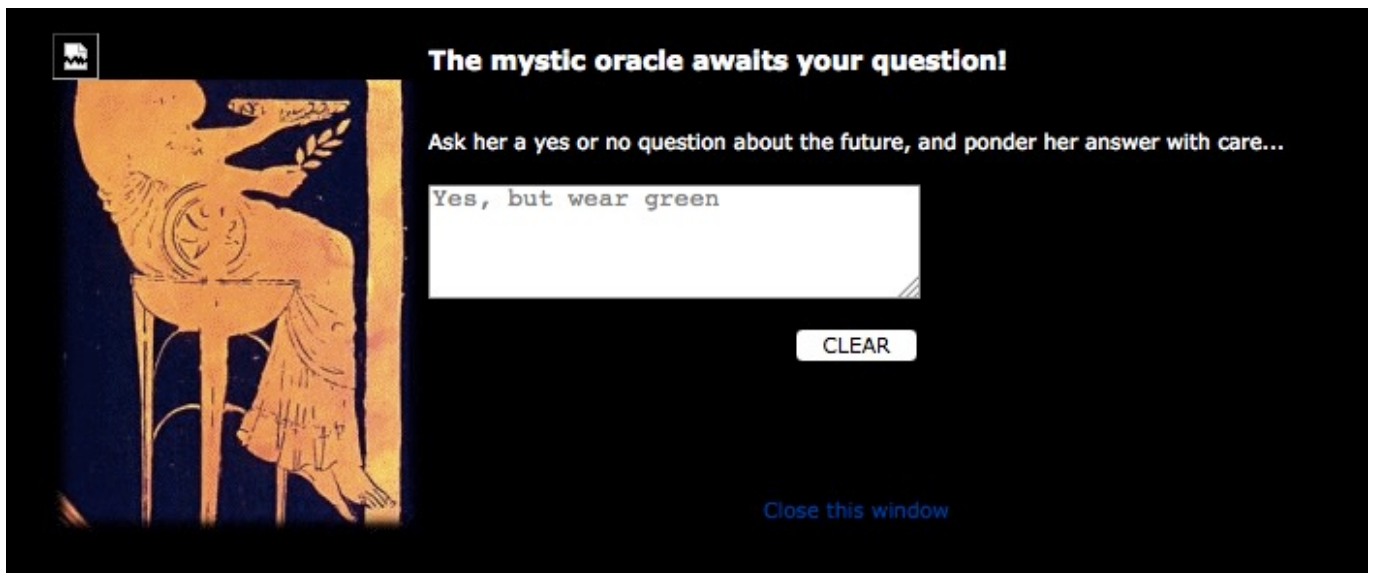 The mystic oracle awaits your question!
Ask her a yes or no question about the future, and ponder her answer with care...
Yes, but wear green
CLEAR
Close this window